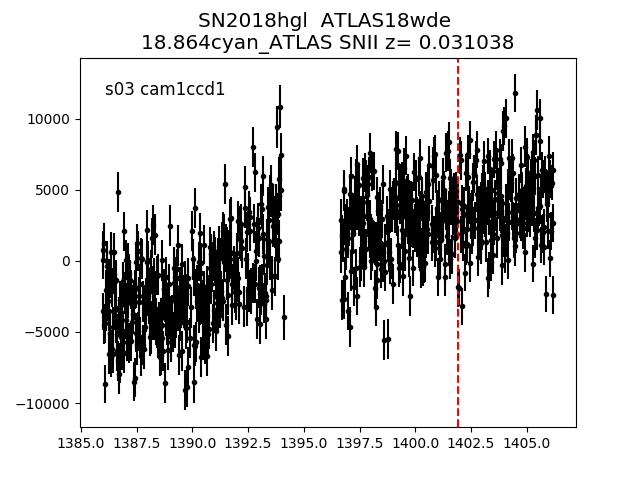 SN2018hgl  ATLAS18wde
18.864cyan_ATLAS SNII z= 0.031038
s03 cam1ccd1
10000
5000
0
−5000
−10000
1385.0 1387.5 1390.0 1392.5 1395.0 1397.5 1400.0 1402.5 1405.0